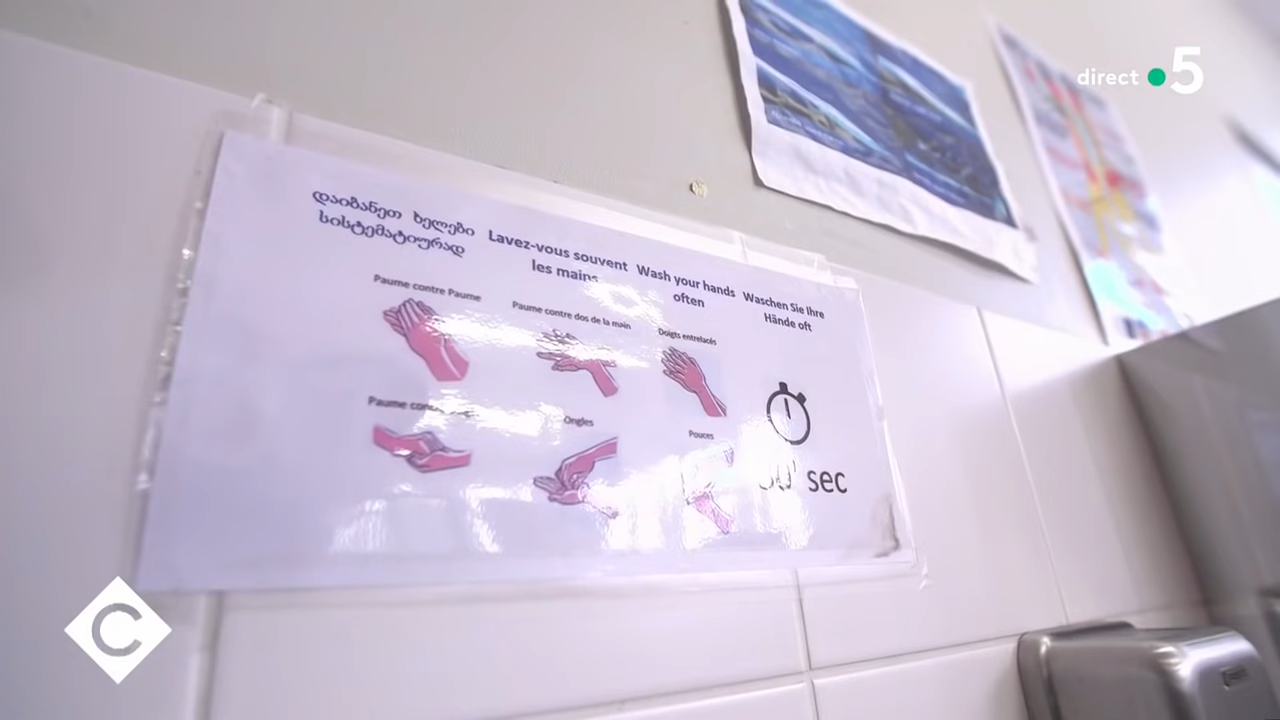 direct 5
დაიბანეთ ხელები
სისტემატიურად
Lavez-vous souvent
les mains
Wash your hands
often
Waschen Sie Ihre
Hände oft
Paume contre Paume
Paume contre dos de la main
Doigts entrelacés
Paume
Ongles
Pouces
sec
C